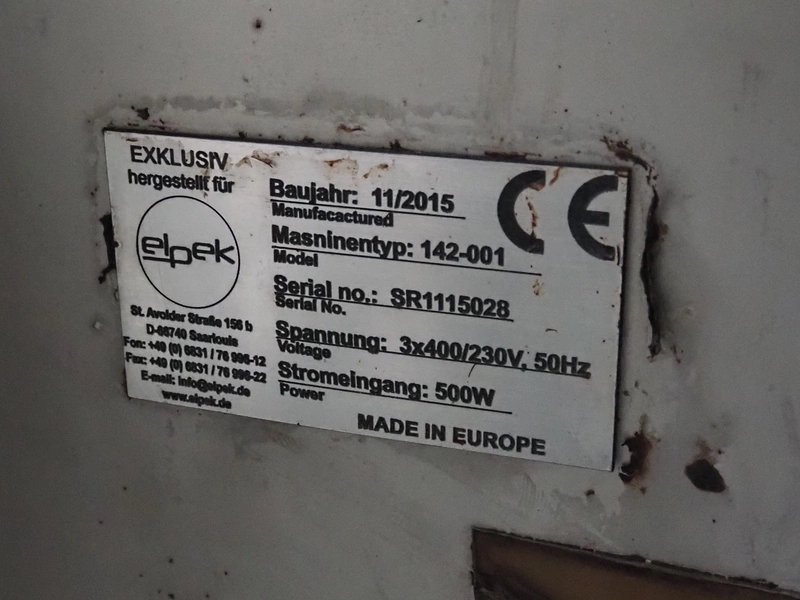 EXKLUSIV
hergestellt für
elpek
St. Avolder Straße 156 b
D-66740 Saarlouis
Fon: +49 (0) 6831 / 76 996-12
Fax: +49 (0) 6831 / 76 996-22
E-mail: info@elpek.de
www.elpek.de
Baujahr: 11/2015
Manufacactured
Masninentyp: 142-001
Model
Serial no.: SR1115028
Serial No.
Spannung: 3x400/230V, 50Hz
Voltage
Stromeingang: 500W
Power
MADE IN EUROPE
CE